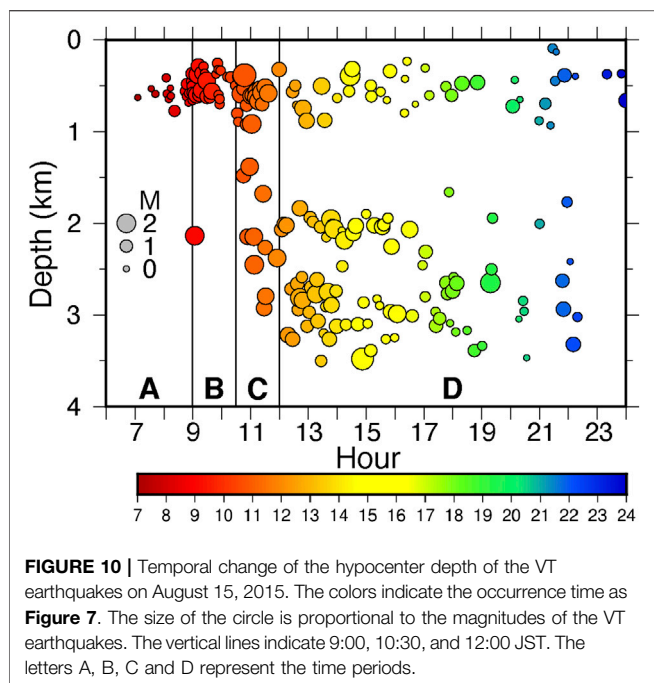 0
1
2
3
4
Depth (km)
M
2
1
0
A B C D
7 9 11 13 15 17 19 21 23
Hour
7 8 9 10 11 12 13 14 15 16 17 18 19 20 21 22 23 24
FIGURE 10 | Temporal change of the hypocenter depth of the VT
earthquakes on August 15, 2015. The colors indicate the occurrence time as
Figure 7. The size of the circle is proportional to the magnitudes of the VT
earthquakes. The vertical lines indicate 9:00, 10:30, and 12:00 JST. The
letters A, B, C and D represent the time periods.